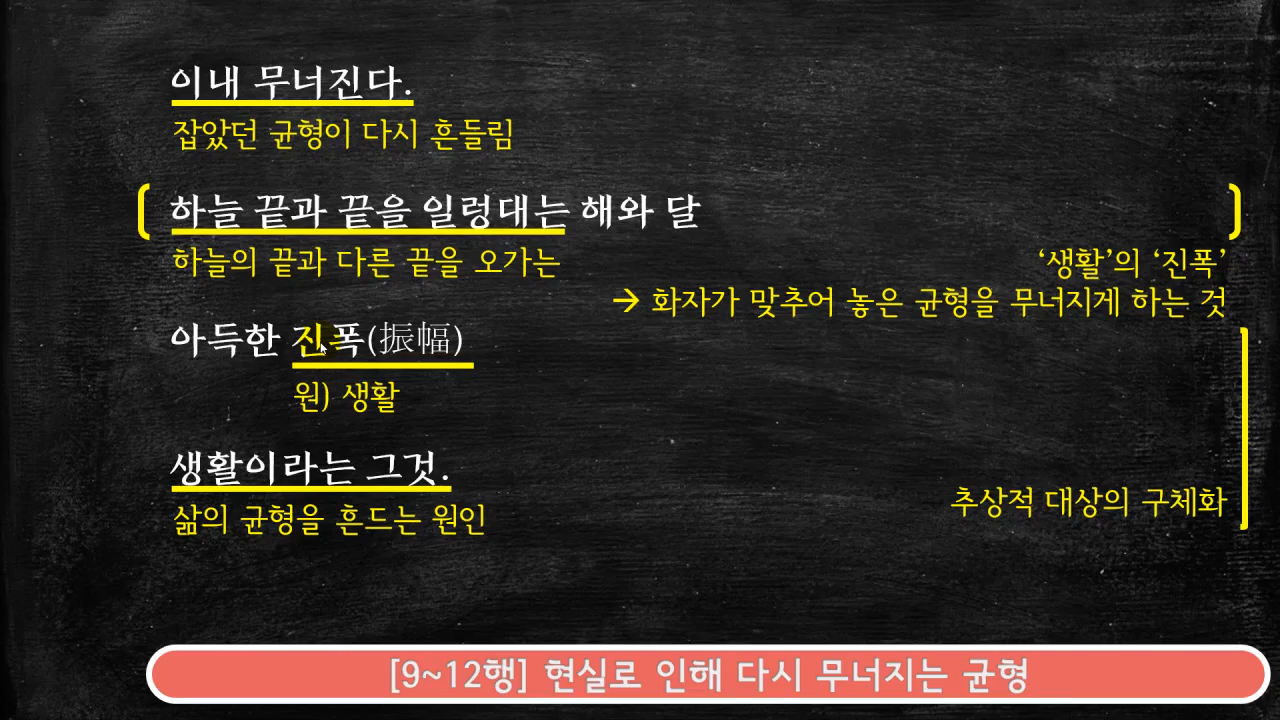 이내 무너진다.
잡았던 균형이 다시 흔들림
하늘 끝과 끝을 일렁대는 해와 달
하늘의 끝과 다른 끝을 오가는
‘생활’의 ‘진폭’
→ 화자가 맞추어 놓은 균형을 무너지게 하는 것
아득한 진폭(振幅)
원) 생활
생활이라는 그것.
추상적 대상의 구체화
삶의 균형을 흔드는 원인
[9~12행] 현실로 인해 다시 무너지는 균형